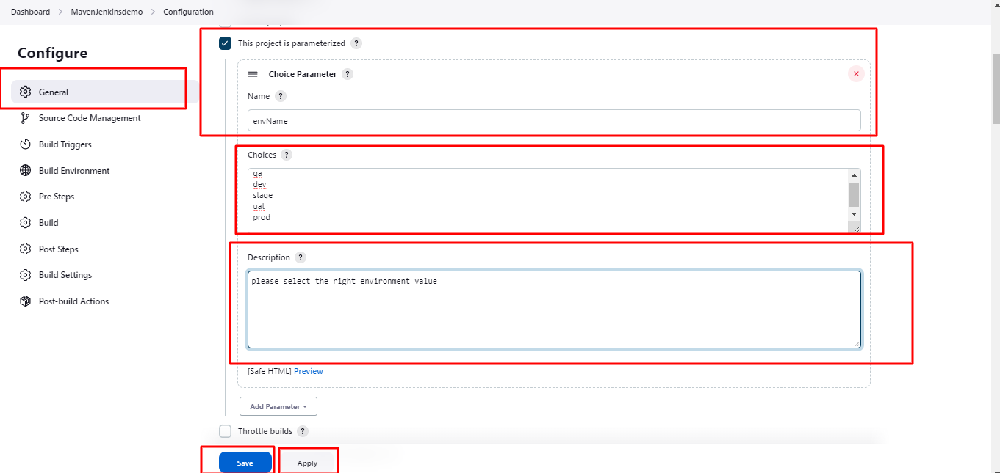 Dashboard > MavenJenkinsdemo > Configuration
Configure
General
Source Code Management
Build Triggers
Build Environment
Pre Steps
Build
Post Steps
Build Settings
Post-build Actions
This project is parameterized ?
Choice Parameter ?
Name ?
envName
Choices ?
qa
dev
stage
uat
prod
Description ?
please select the right environment value
[Safe HTML] Preview
Add Parameter
Throttle builds ?
Save
Apply